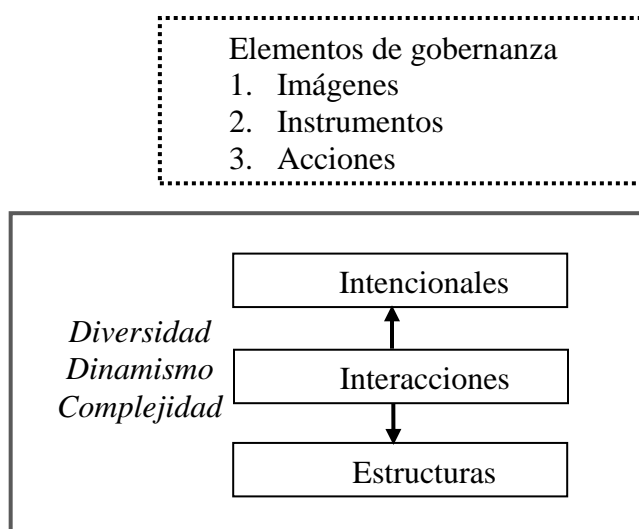 Elementos de gobernanza
1. Imágenes
2. Instrumentos
3. Acciones
Intencionales
Diversidad
Dinamismo
Complejidad
Interacciones
Estructuras